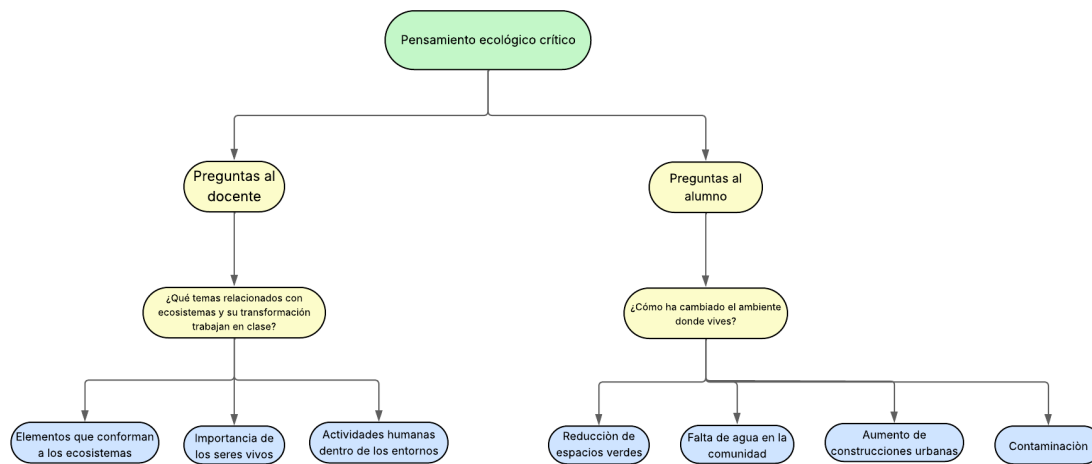 Pensamiento ecológico crítico
Preguntas al
docente
Preguntas al
alumno
¿Qué temas relacionados con
ecosistemas y su transformación
trabajan en clase?
¿Cómo ha cambiado el ambiente
donde vives?
Elementos que conforman
a los ecosistemas
Importancia de
los seres vivos
Actividades humanas
dentro de los entornos
Reducciòn de
espacios verdes
Falta de agua en la
comunidad
Aumento de
construcciones urbanas
Contaminaciòn